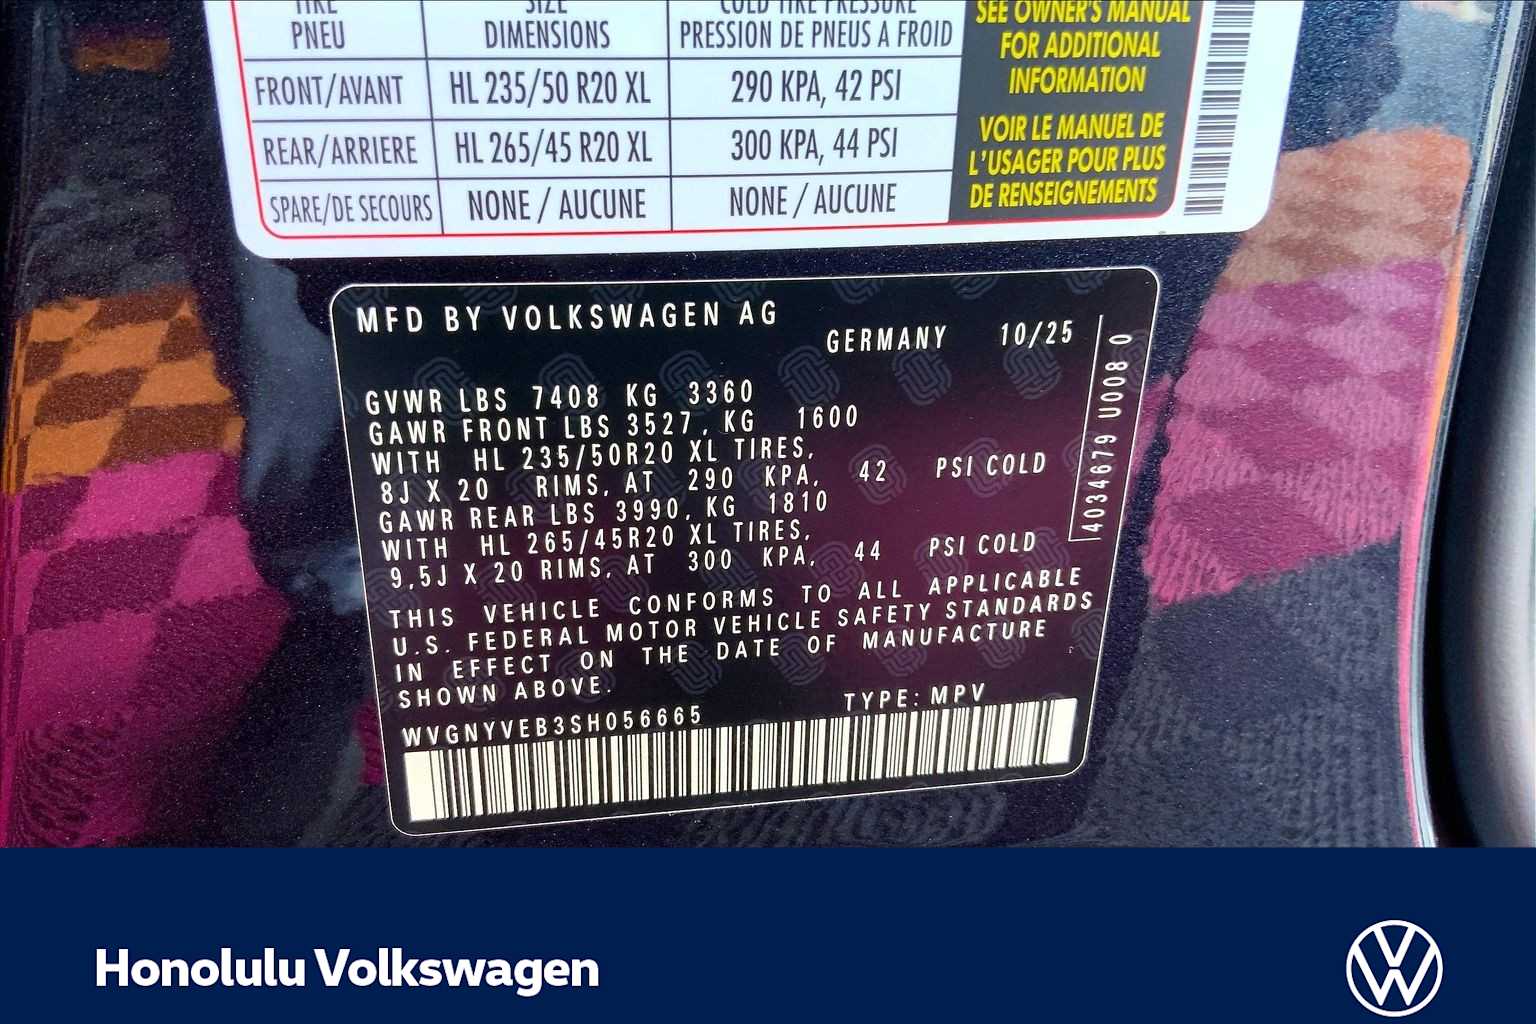 TIRE SIZE COLD TIRE PRESSURE
PNEU DIMENSIONS PRESSION DE PNEUS A FROID
FRONT/AVANT HL 235/50 R20 XL 290 KPA, 42 PSI
REAR/ARRIERE HL 265/45 R20 XL 300 KPA, 44 PSI
SPARE/DE SECOURS NONE / AUCUNE NONE / AUCUNE
SEE OWNER'S MANUAL
FOR ADDITIONAL
INFORMATION
VOIR LE MANUEL DE
L'USAGER POUR PLUS
DE RENSEIGNEMENTS
MFD BY VOLKSWAGEN AG
GERMANY 10/25
GVWR LBS 7408 KG 3360
GAWR FRONT LBS 3527, KG 1600
WITH HL 235/50R20 XL TIRES,
8J X 20 RIMS, AT 290 KPA, 42 PSI COLD
GAWR REAR LBS 3990, KG 1810
WITH HL 265/45R20 XL TIRES,
9,5J X 20 RIMS, AT 300 KPA, 44 PSI COLD
THIS VEHICLE CONFORMS TO ALL APPLICABLE
U.S. FEDERAL MOTOR VEHICLE SAFETY STANDARDS
IN EFFECT ON THE DATE OF MANUFACTURE
SHOWN ABOVE.
TYPE: MPV
WVGNYVEB3SH056665
4034679 U008 0
Honolulu Volkswagen